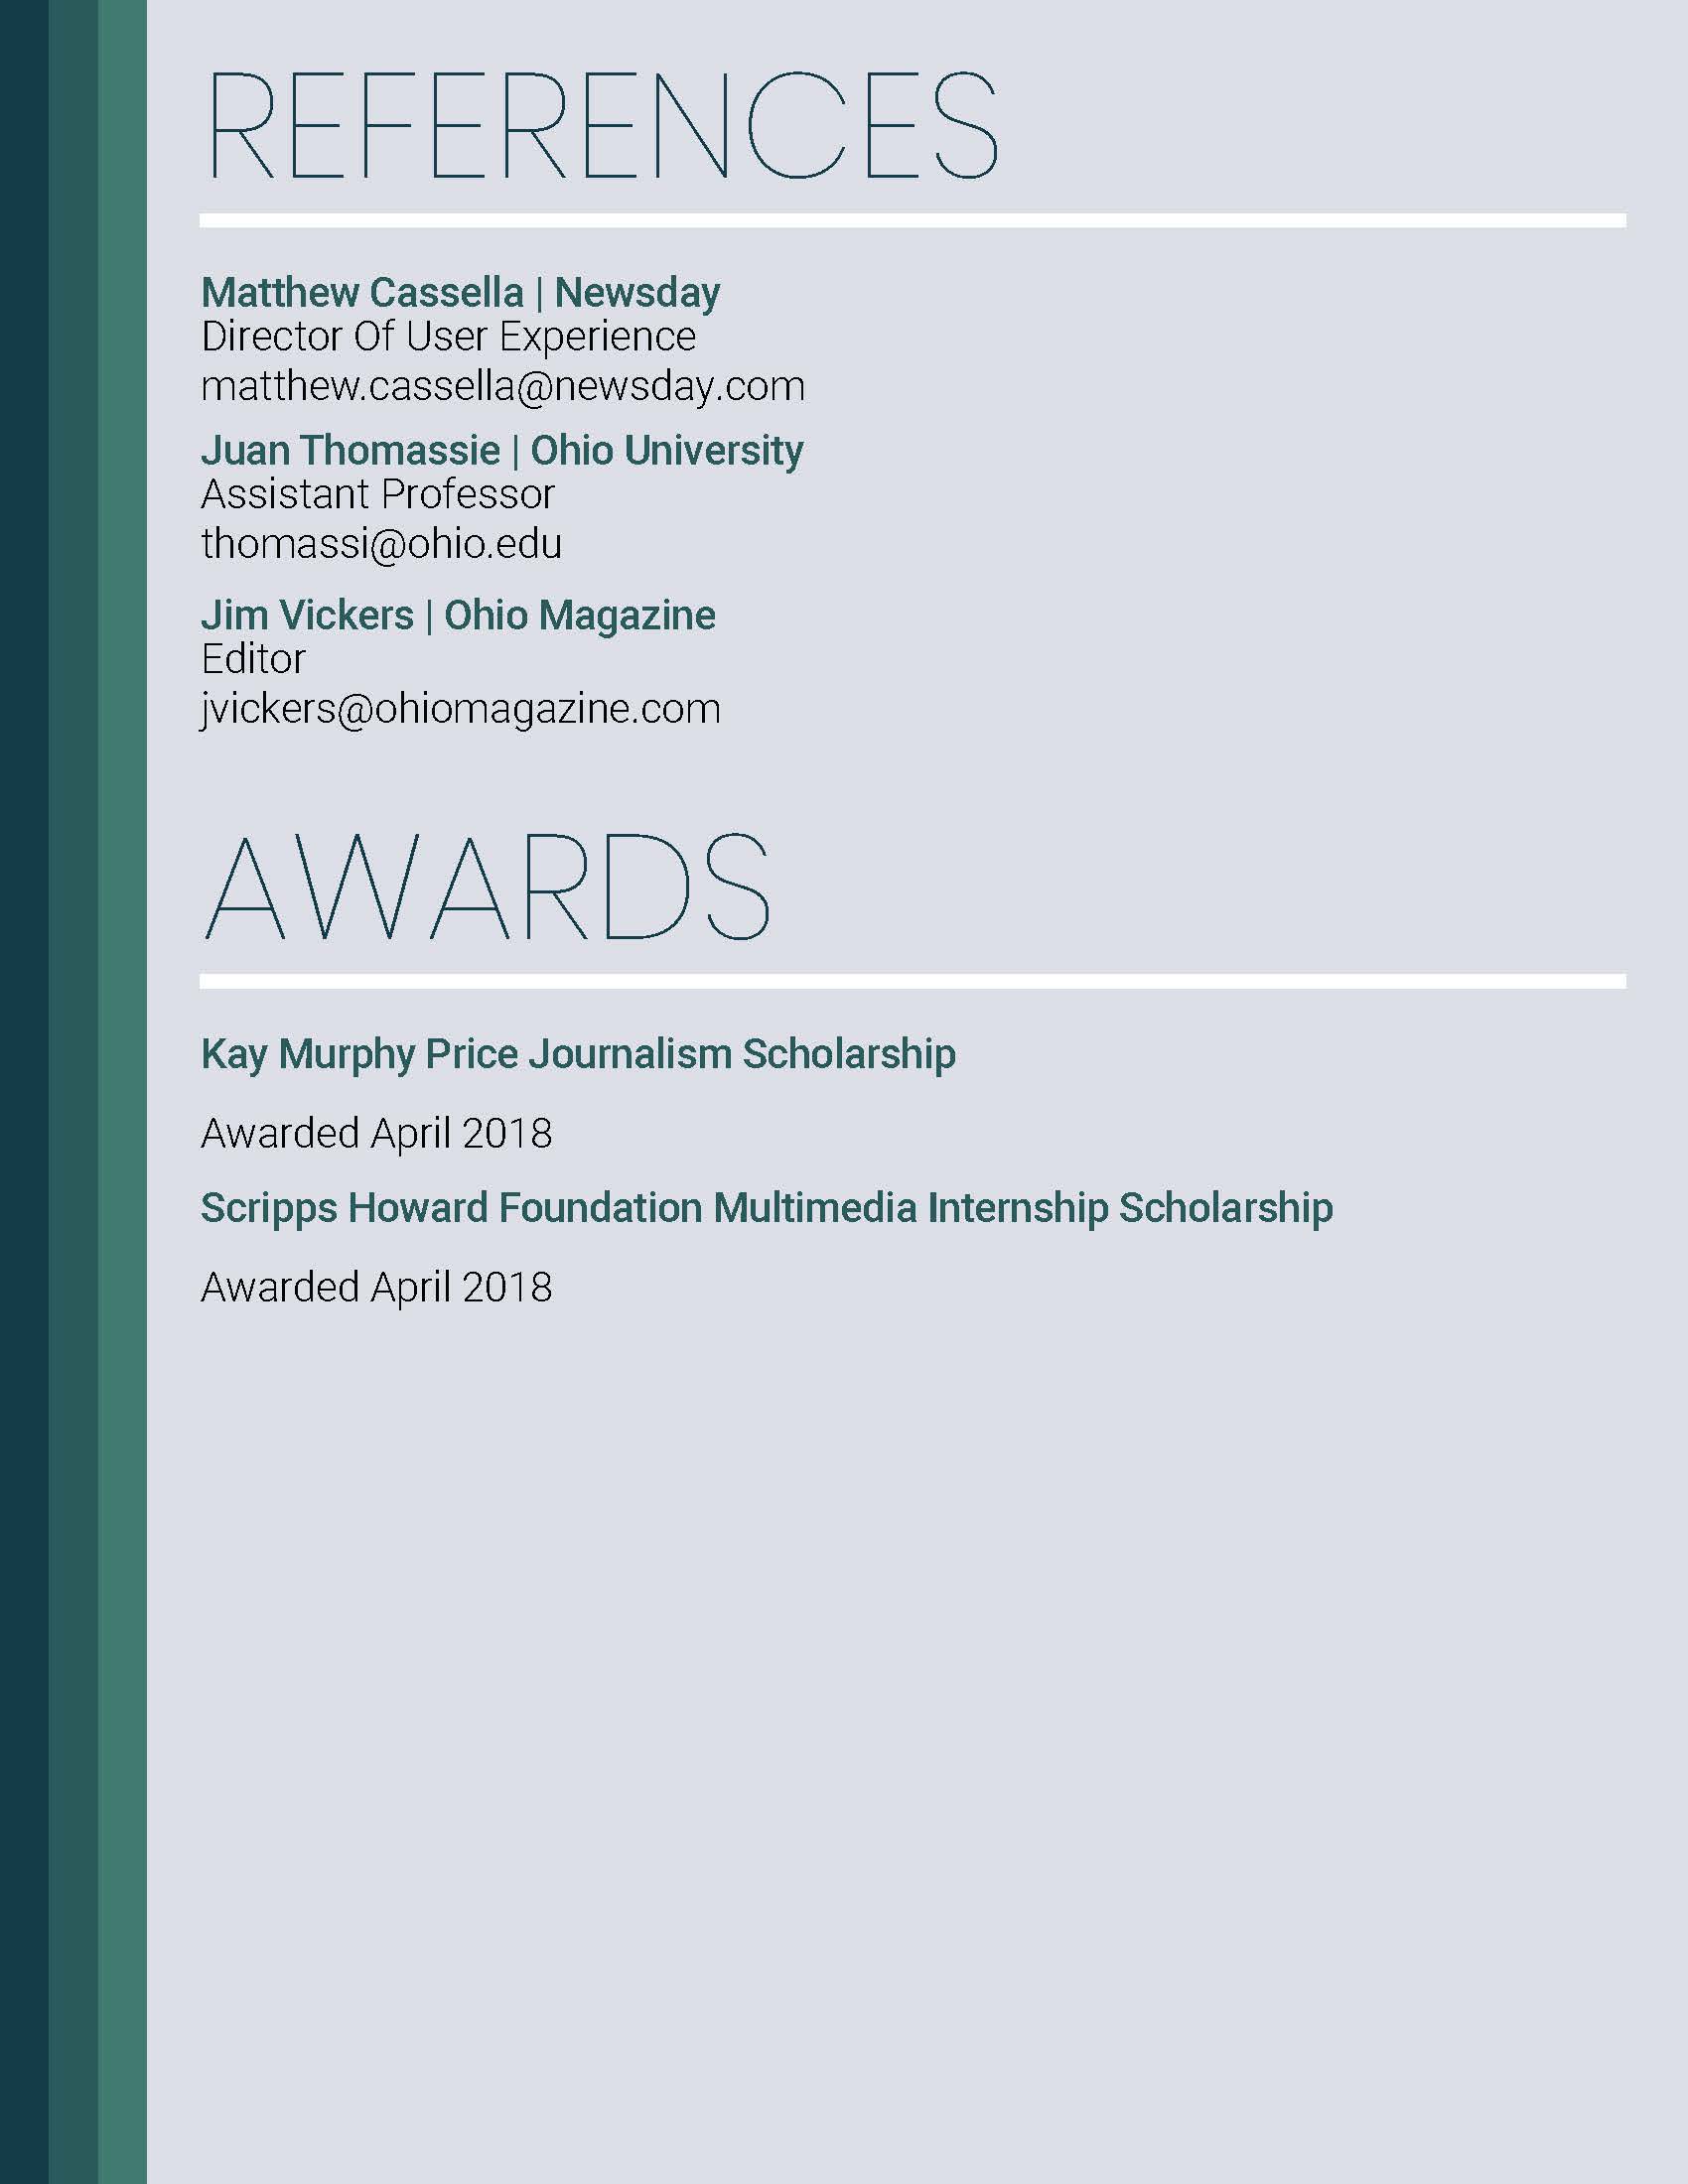 REFERENCES
Matthew Cassella | Newsday
Director Of User Experience
matthew.cassella@newsday.com
Juan Thomassie | Ohio University
Assistant Professor
thomassi@ohio.edu
Jim Vickers | Ohio Magazine
Editor
jvickers@ohiomagazine.com
AWARDS
Kay Murphy Price Journalism Scholarship
Awarded April 2018
Scripps Howard Foundation Multimedia Internship Scholarship
Awarded April 2018